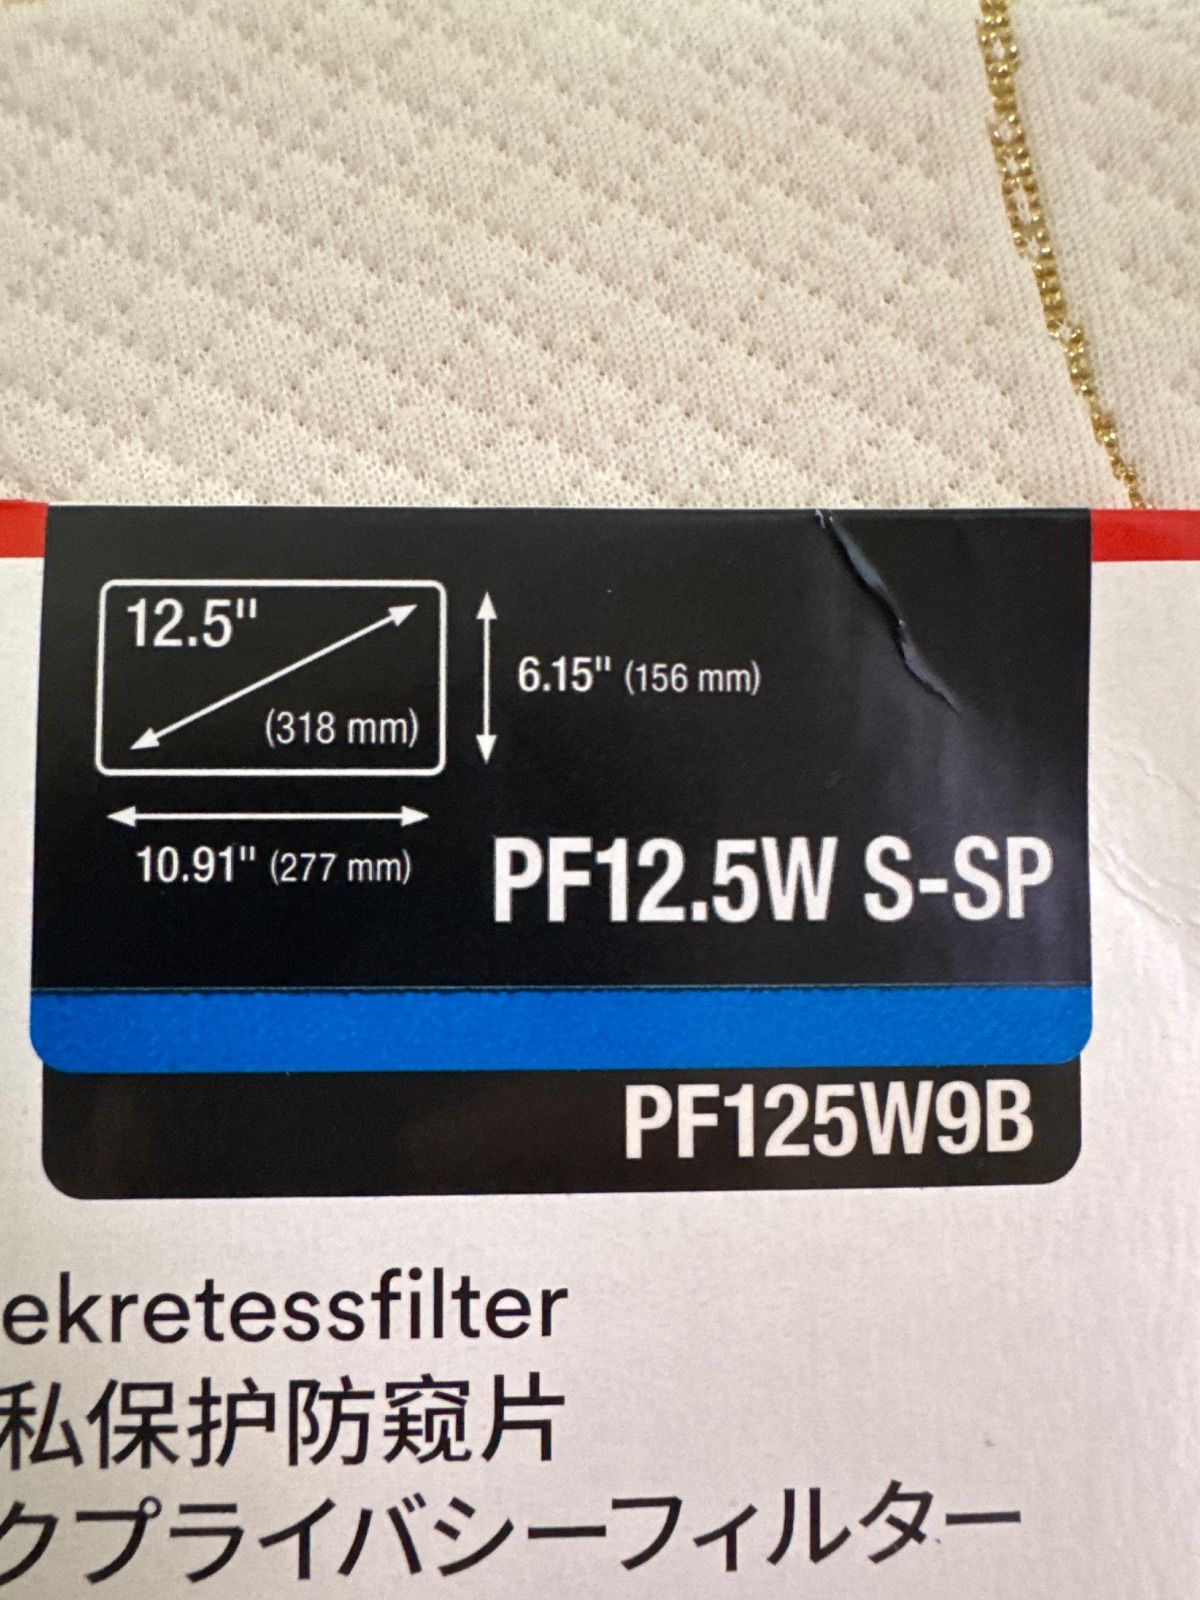 12.5"
(318 mm)
6.15" (156 mm)
10.91" (277 mm)
PF12.5W S-SP
PF125W9B
ekretessfilter
私保护防窥片
クプライバシーフィルター